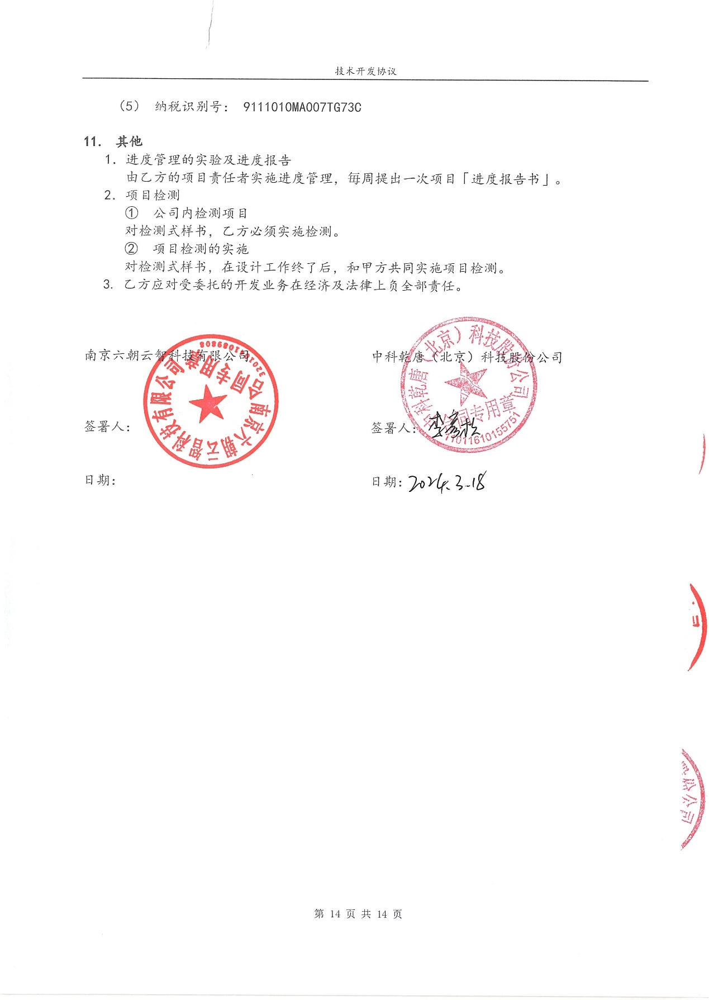 技术开发协议
（5） 纳税识别号： 9111010MA007TG73C
11. 其他
1. 进度管理的实验及进度报告
由乙方的项目责任者实施进度管理，每周提出一次项目「进度报告书」。
2. 项目检测
① 公司内检测项目
对检测式样书，乙方必须实施检测。
② 项目检测的实施
对检测式样书，在设计工作终了后，和甲方共同实施项目检测。
3. 乙方应对受委托的开发业务在经济及法律上负全部责任。
南京六朝云智科技有限公司
中科乾唐（北京）科技股份公司
南京六朝云智科技有限公司
合同专用章
中科乾唐（北京）科技股份公司
合同专用章
11011610155751
签署人：
签署人：李彦松
日期：
日期：2024.3.18
司
份公司
第 14 页 共 14 页